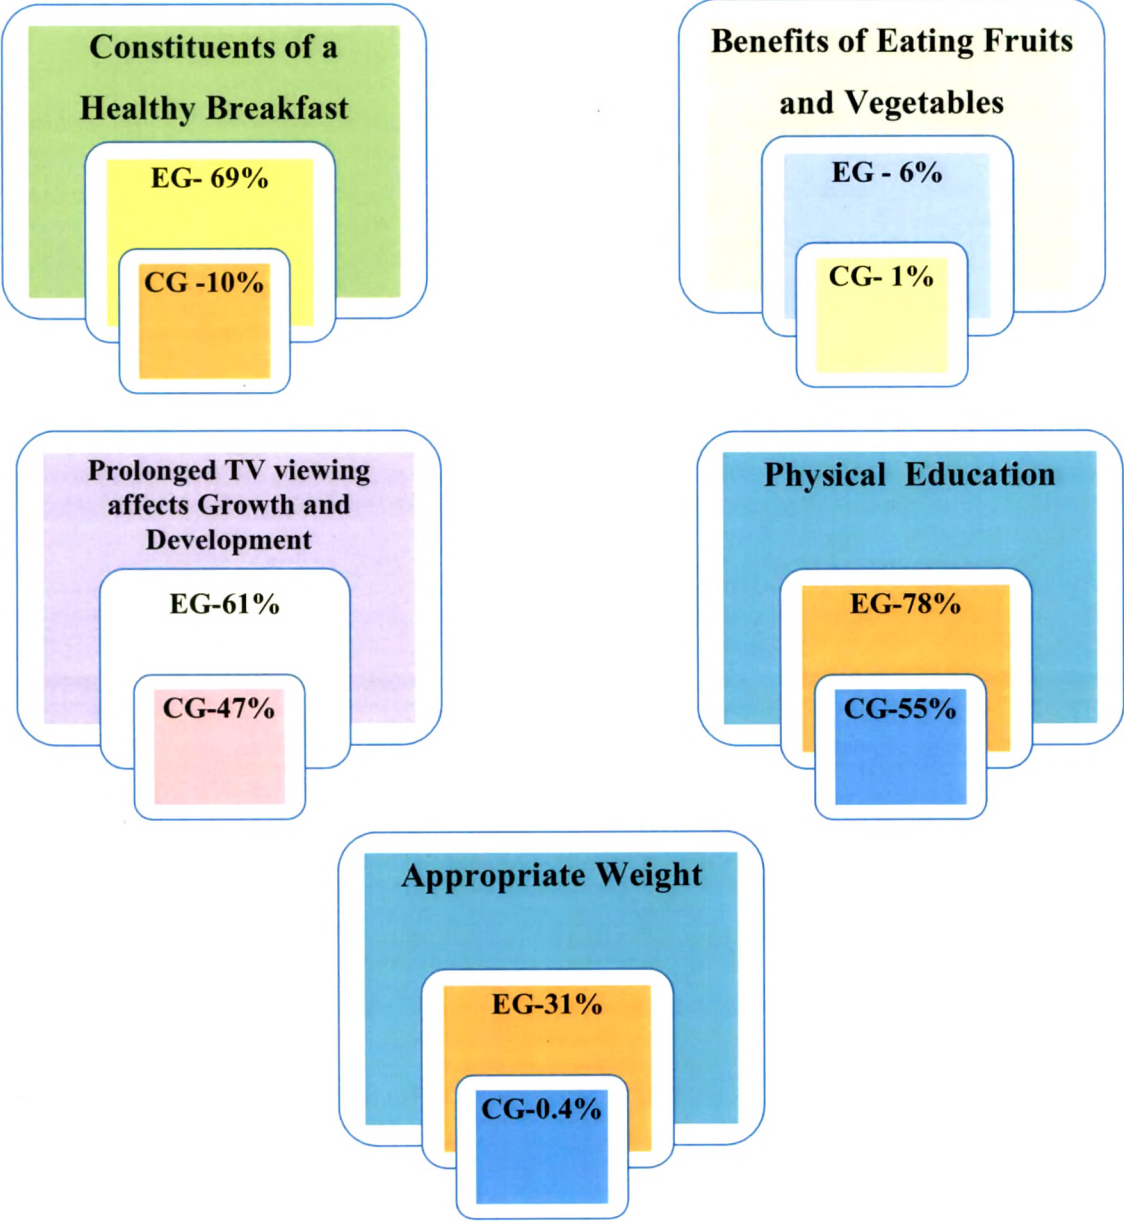 Constituents of a
Healthy Breakfast
EG- 69%
CG -10%
Benefits of Eating Fruits
and Vegetables
EG - 6%
CG- 1%
Prolonged TV viewing
affects Growth and
Development
EG-61%
CG-47%
Physical Education
EG-78%
CG-55%
Appropriate Weight
EG-31%
CG-0.4%